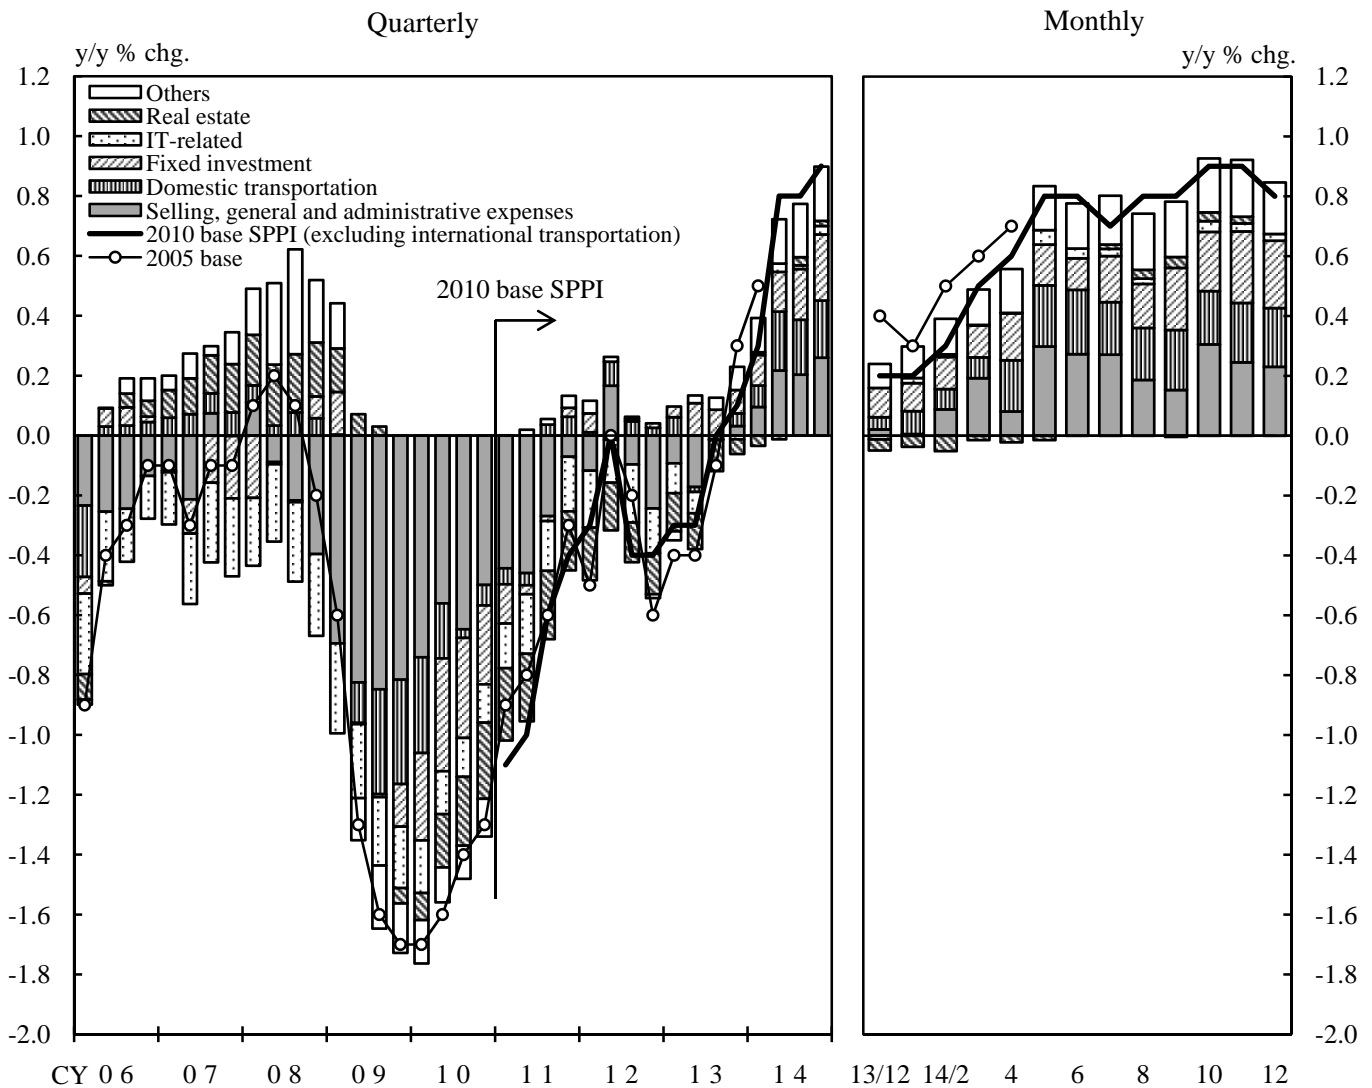 Quarterly
Monthly
y/y % chg.
y/y % chg.
1.2
1.0
0.8
0.6
0.4
0.2
0.0
-0.2
-0.4
-0.6
-0.8
-1.0
-1.2
-1.4
-1.6
-1.8
-2.0
Others
Real estate
IT-related
Fixed investment
Domestic transportation
Selling, general and administrative expenses
2010 base SPPI (excluding international transportation)
2005 base
2010 base SPPI
1.2
1.0
0.8
0.6
0.4
0.2
0.0
-0.2
-0.4
-0.6
-0.8
-1.0
-1.2
-1.4
-1.6
-1.8
-2.0
CY 0 6 0 7 0 8 0 9 1 0 1 1 1 2 1 3 1 4
13/12 14/2 4 6 8 10 12